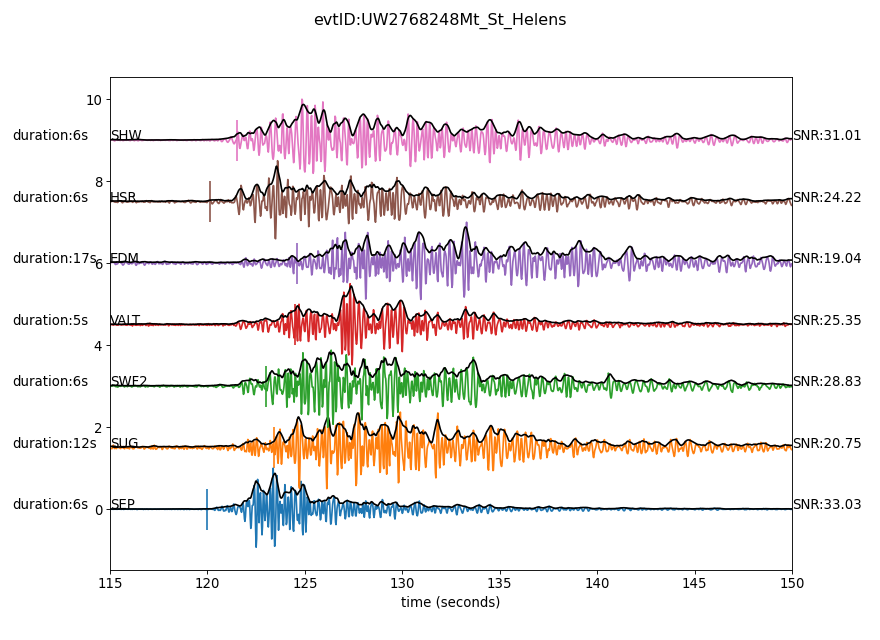 evtID:UW2768248Mt_St_Helens
10
duration:6s SHW SNR:31.01
8
duration:6s HSR SNR:24.22
duration:17s EDM SNR:19.04
6
duration:5s VALT SNR:25.35
4
duration:6s SWF2 SNR:28.83
2
duration:12s SUG SNR:20.75
duration:6s SEP SNR:33.03
0
115 120 125 130 135 140 145 150
time (seconds)